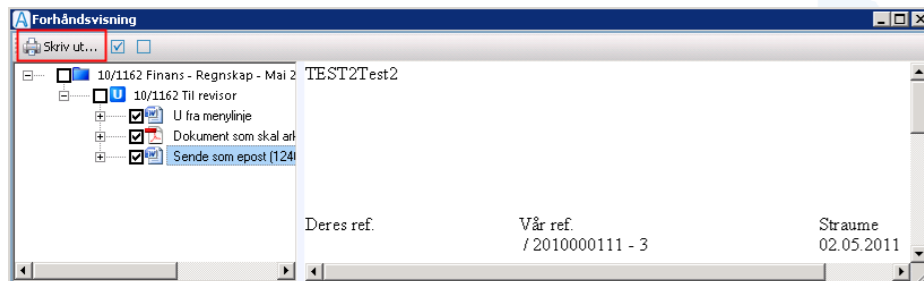 Forhåndsvisning
Skriv ut...
10/1162 Finans - Regnskap - Mai 2
10/1162 Til revisor
U fra menylinje
Dokument som skal ark
Sende som epost (124
TEST2Test2
Deres ref. Vår ref. Straume
/ 2010000111 - 3 02.05.2011